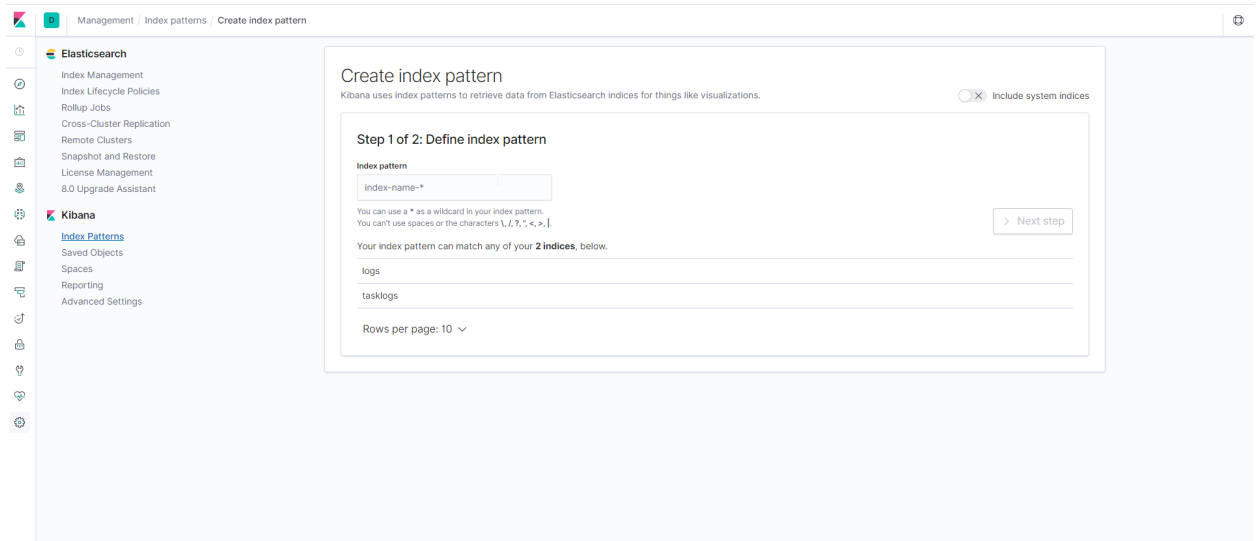 D
Management / Index patterns / Create index pattern
Elasticsearch
Index Management
Index Lifecycle Policies
Rollup Jobs
Cross-Cluster Replication
Remote Clusters
Snapshot and Restore
License Management
8.0 Upgrade Assistant
Kibana
Index Patterns
Saved Objects
Spaces
Reporting
Advanced Settings
Create index pattern
Kibana uses index patterns to retrieve data from Elasticsearch indices for things like visualizations.
Include system indices
Step 1 of 2: Define index pattern
Index pattern
index-name-*
You can use a * as a wildcard in your index pattern.
You can't use spaces or the characters \, /, ?, ", <, >, |.
Next step
Your index pattern can match any of your 2 indices, below.
logs
tasklogs
Rows per page: 10